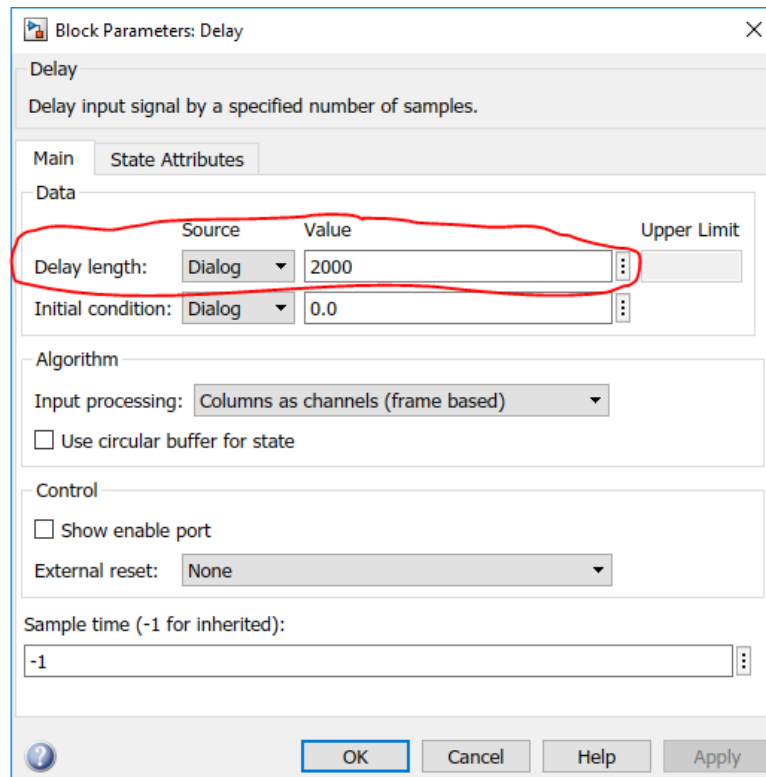 Block Parameters: Delay
Delay
Delay input signal by a specified number of samples.
Main State Attributes
Data
Source Value Upper Limit
Delay length: Dialog 2000
Initial condition: Dialog 0.0
Algorithm
Input processing: Columns as channels (frame based)
Use circular buffer for state
Control
Show enable port
External reset: None
Sample time (-1 for inherited):
-1
OK Cancel Help Apply